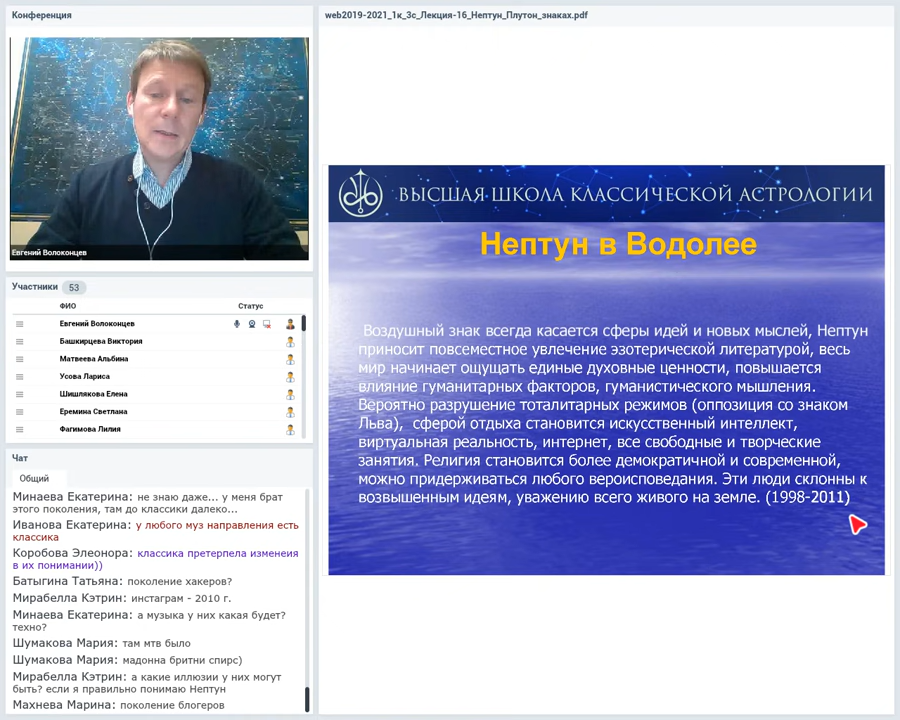 Конференция
Евгений Волоконцев
Участники 53
ФИО Статус
Евгений Волоконцев
Башкирцева Виктория
Матвеева Альбина
Усова Лариса
Шишлякова Елена
Еремина Светлана
Фагимова Лилия
Чат
Общий
Минаева Екатерина: не знаю даже... у меня брат
этого поколения, там до классики далеко...
Иванова Екатерина: у любого муз направления есть
классика
Коробова Элеонора: классика претерпела изменеия
в их понимании))
Батыгина Татьяна: поколение хакеров?
Мирабелла Кэтрин: инстаграм - 2010 г.
Минаева Екатерина: а музыка у них какая будет?
техно?
Шумакова Мария: там мтв было
Шумакова Мария: мадонна бритни спирс)
Мирабелла Кэтрин: а какие иллюзии у них могут
быть? если я правильно понимаю Нептун
Махнева Марина: поколение блогеров
web2019-2021_1к_3с_Лекция-16_Нептун_Плутон_знаках.pdf
ВЫСШАЯ ШКОЛА КЛАССИЧЕСКОЙ АСТРОЛОГИИ
Нептун в Водолее
Воздушный знак всегда касается сферы идей и новых мыслей, Нептун
приносит повсеместное увлечение эзотерической литературой, весь
мир начинает ощущать единые духовные ценности, повышается
влияние гуманитарных факторов, гуманистического мышления.
Вероятно разрушение тоталитарных режимов (оппозиция со знаком
Льва), сферой отдыха становится искусственный интеллект,
виртуальная реальность, интернет, все свободные и творческие
занятия. Религия становится более демократичной и современной,
можно придерживаться любого вероисповедания. Эти люди склонны к
возвышенным идеям, уважению всего живого на земле. (1998-2011)